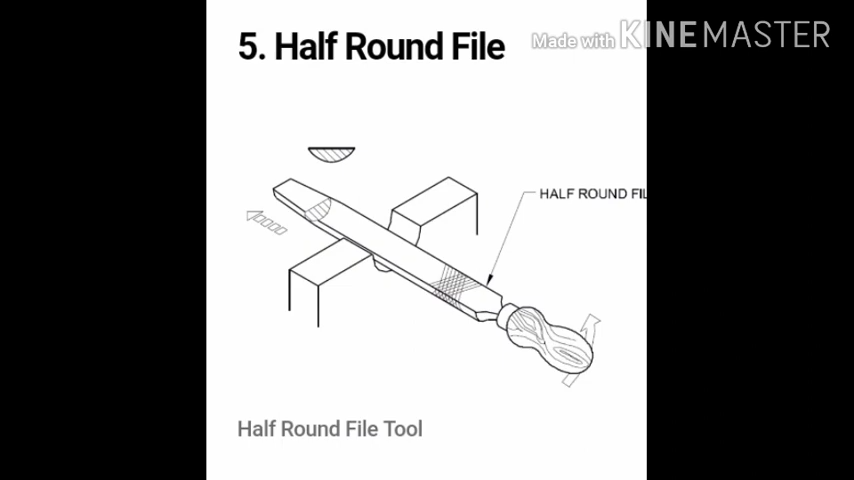 5. Half Round File
Made with KINEMASTER
HALF ROUND FIL
Half Round File Tool